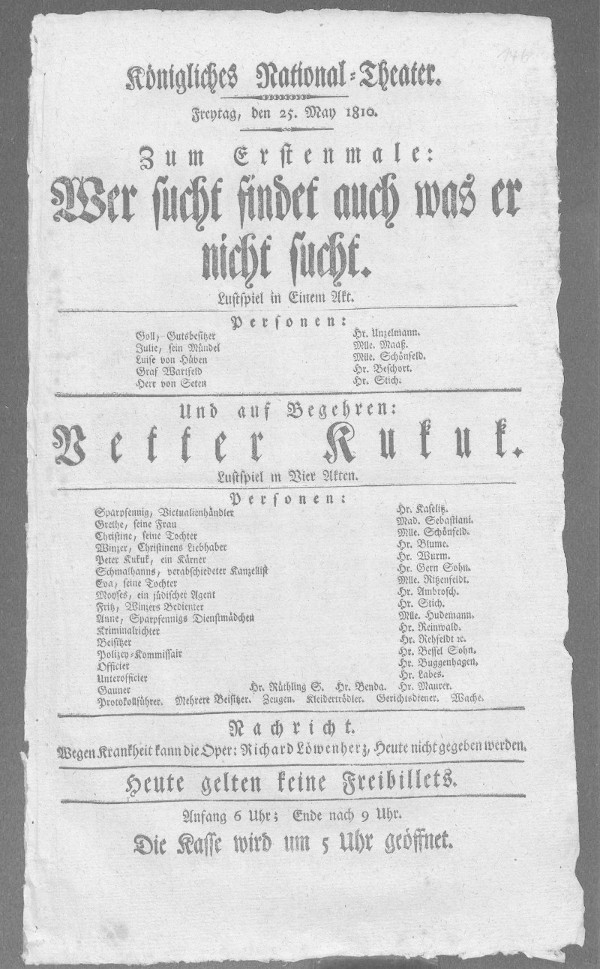 Königliches National-Theater.
Freytag, den 25. May 1810.
Zum Erstenmale:
Wer sucht findet auch was er
nicht sucht.
Lustspiel in Einem Akt.
Personen:
Goll, Gutsbesitzer Hr. Unzelmann.
Julie, sein Mündel Mlle. Maaß.
Luise von Hüben Mlle. Schönfeld.
Graf Wartfeld Hr. Beschort.
Herr von Seten Hr. Stich.
Und auf Begehren:
Vetter Kukuk.
Lustspiel in Vier Akten.
Personen:
Sparpfennig, Victualienhändler Hr. Kaselitz.
Grethe, seine Frau Mad. Sebastiani.
Christine, seine Tochter Mlle. Schönfeld.
Winzer, Christinens Liebhaber Hr. Blume.
Peter Kukuk, ein Kärner Hr. Wurm.
Schmalhanns, verabschiedeter Kanzellist Hr. Gern Sohn.
Eva, seine Tochter Mlle. Ritzenfeldt.
Moyses, ein jüdischer Agent Hr. Ambrosch.
Fritz, Winzers Bedienter Hr. Stich.
Anne, Sparpfennigs Dienstmädchen Mlle. Hudemann.
Kriminalrichter Hr. Reinwald.
Beisitzer Hr. Rehfeldt ꝛc.
Polizey-Kommissair Hr. Bessel Sohn.
Officier Hr. Buggenhagen.
Unterofficier Hr. Labes.
Gauner Hr. Rüthling S. Hr. Benda. Hr. Maurer.
Protokollführer. Mehrere Beisitzer. Zeugen. Kleidertrödler. Gerichtsdiener. Wache.
Nachricht.
Wegen Krankheit kann die Oper: Richard Löwenherz, Heute nicht gegeben werden.
Heute gelten keine Freibillets.
Anfang 6 Uhr; Ende nach 9 Uhr.
Die Kasse wird um 5 Uhr geöffnet.